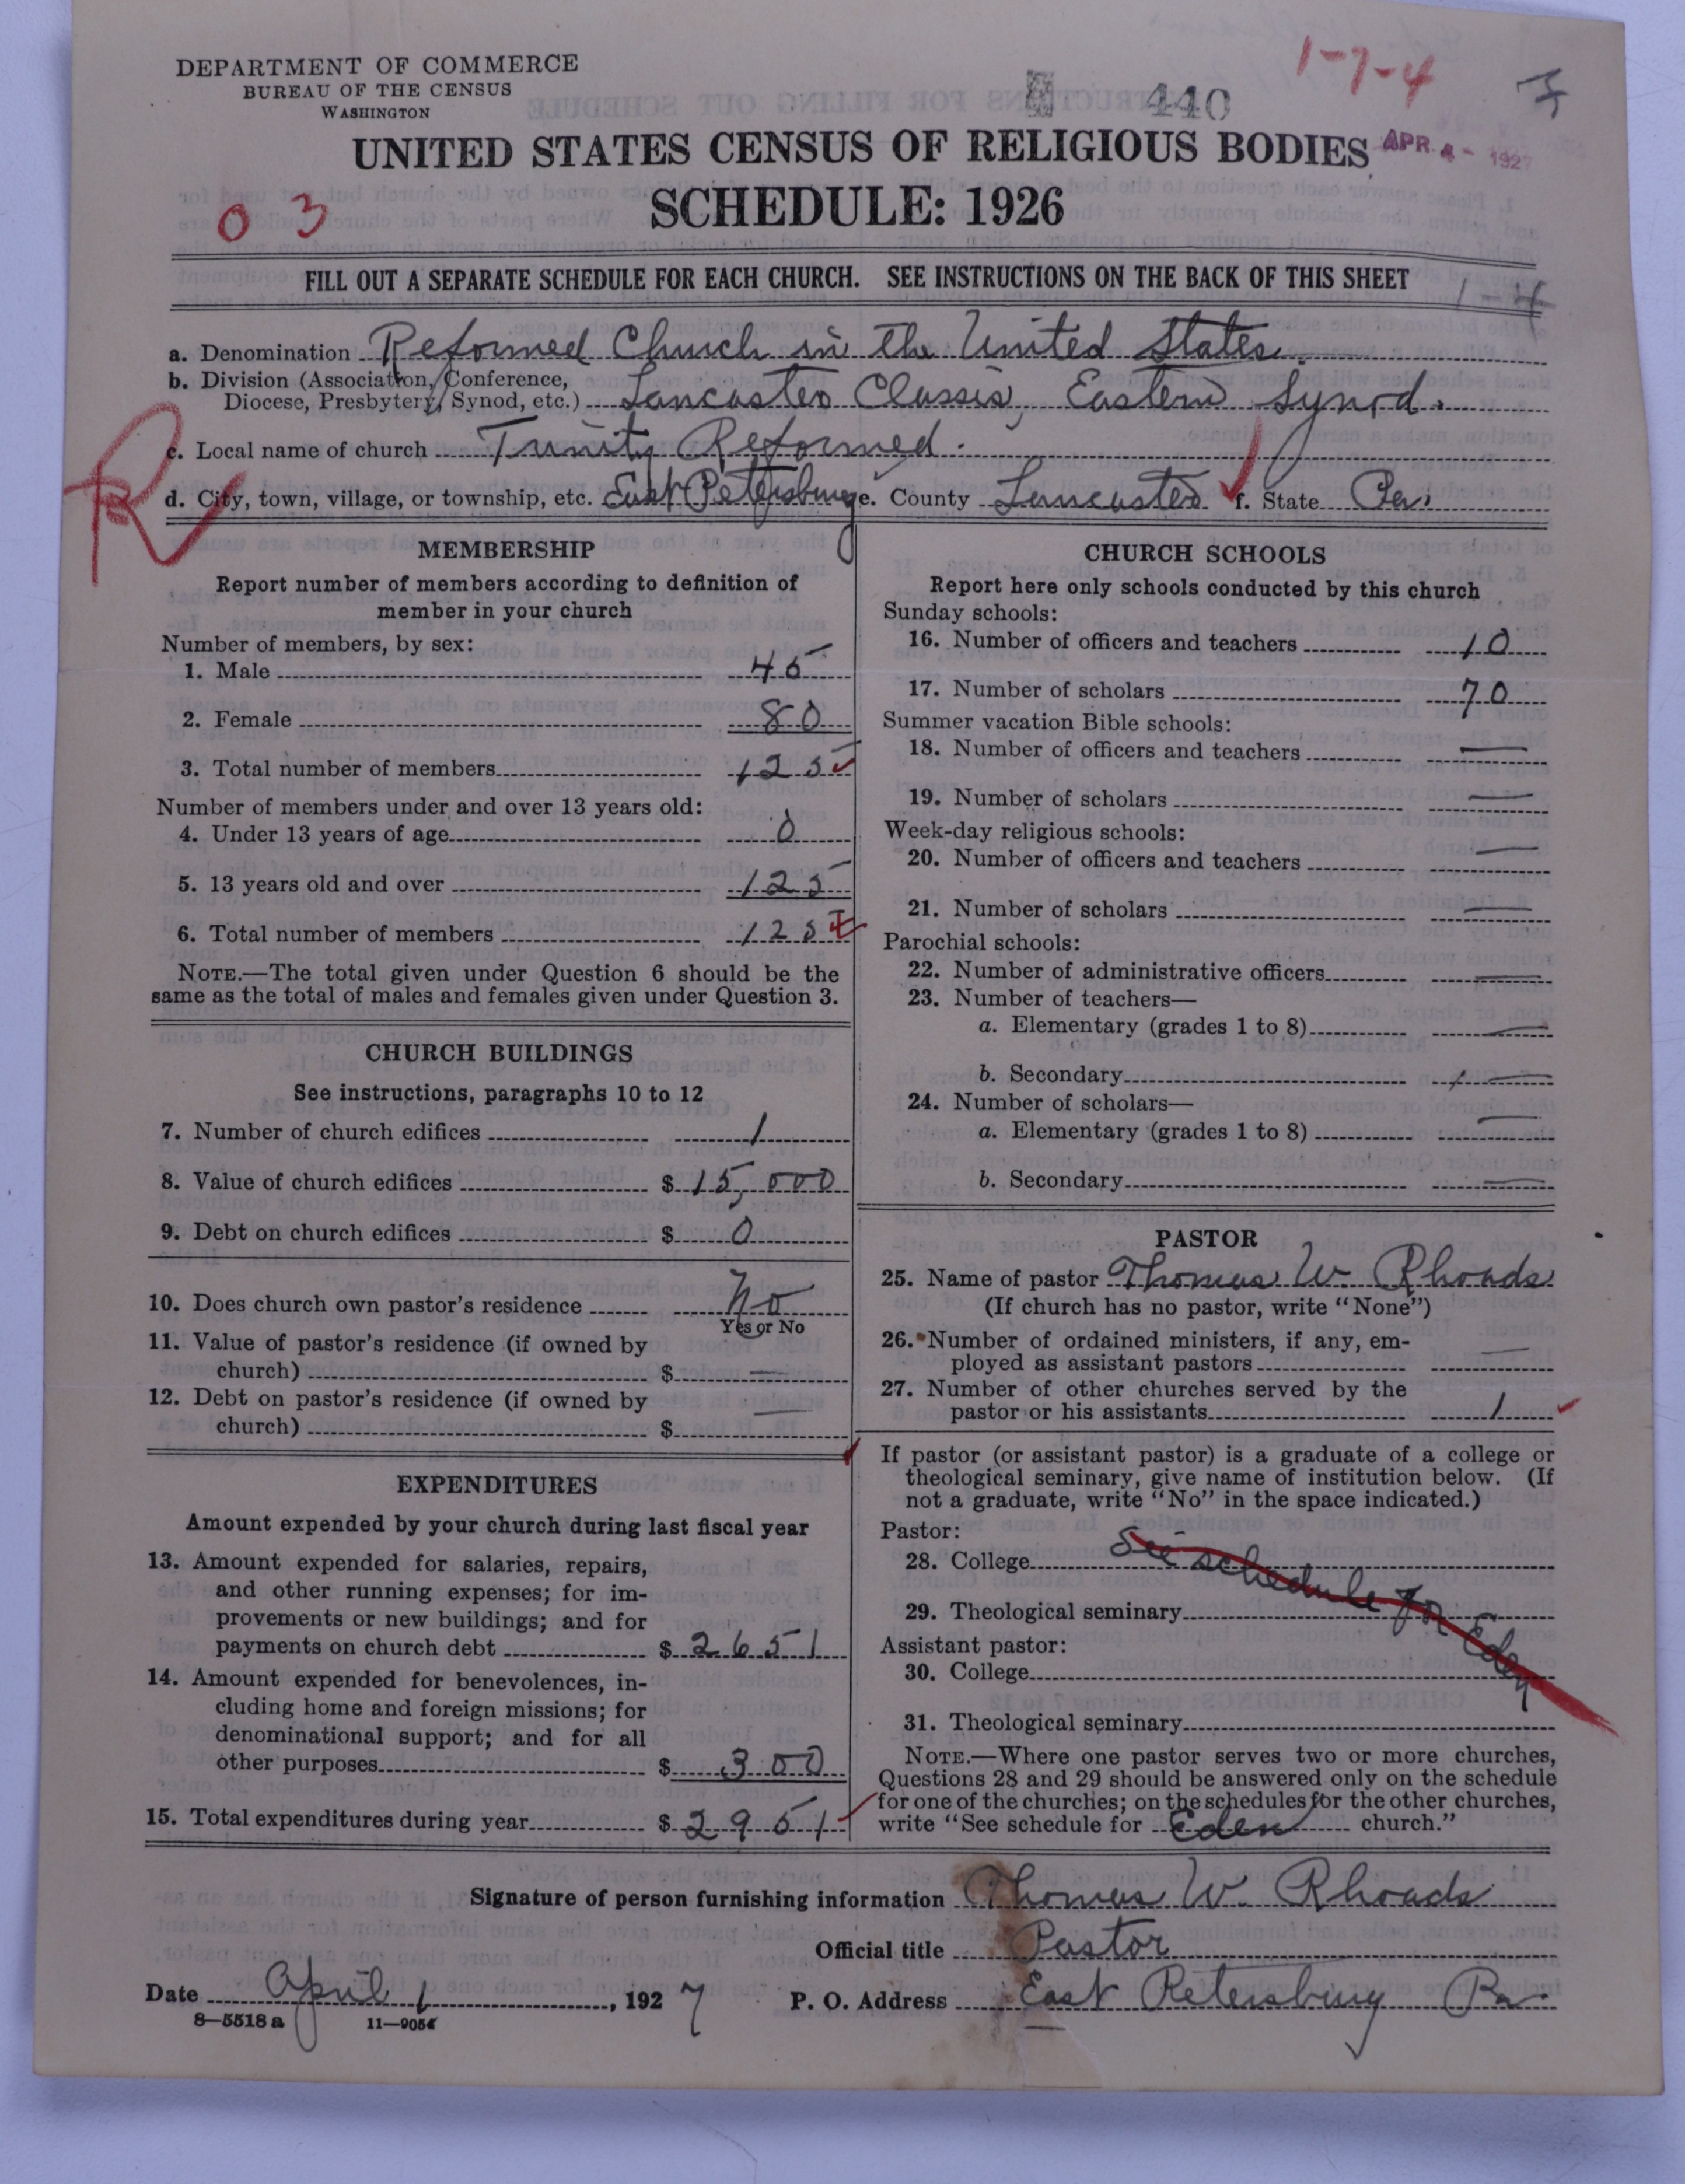 DEPARTMENT OF COMMERCE
BUREAU OF THE CENSUS
WASHINGTON
440
1-7-4
UNITED STATES CENSUS OF RELIGIOUS BODIES
APR 4 - 1927
SCHEDULE: 1926
0 3
FILL OUT A SEPARATE SCHEDULE FOR EACH CHURCH. SEE INSTRUCTIONS ON THE BACK OF THIS SHEET
1-4
a. Denomination Reformed Church in the United States.
b. Division (Association, Conference, Diocese, Presbytery, Synod, etc.) Lancaster Classis, Eastern Synod.
c. Local name of church Trinity Reformed.
R
d. City, town, village, or township, etc. East Petersburg e. County Lancaster f. State Pa.
MEMBERSHIP
Report number of members according to definition of
member in your church
Number of members, by sex:
1. Male 45
2. Female 80
3. Total number of members 125
Number of members under and over 13 years old:
4. Under 13 years of age 0
5. 13 years old and over 125
6. Total number of members 125
NOTE.—The total given under Question 6 should be the
same as the total of males and females given under Question 3.
CHURCH BUILDINGS
See instructions, paragraphs 10 to 12
7. Number of church edifices 1
8. Value of church edifices $ 15,000
9. Debt on church edifices $ 0
10. Does church own pastor's residence No
Yes or No
11. Value of pastor's residence (if owned by
church) $ —
12. Debt on pastor's residence (if owned by
church) $ —
EXPENDITURES
Amount expended by your church during last fiscal year
13. Amount expended for salaries, repairs,
and other running expenses; for im-
provements or new buildings; and for
payments on church debt $ 2651
14. Amount expended for benevolences, in-
cluding home and foreign missions; for
denominational support; and for all
other purposes $ 300
15. Total expenditures during year $ 2951
CHURCH SCHOOLS
Report here only schools conducted by this church
Sunday schools:
16. Number of officers and teachers 10
17. Number of scholars 70
Summer vacation Bible schools:
18. Number of officers and teachers —
19. Number of scholars —
Week-day religious schools:
20. Number of officers and teachers —
21. Number of scholars —
Parochial schools:
22. Number of administrative officers —
23. Number of teachers—
a. Elementary (grades 1 to 8) —
b. Secondary —
24. Number of scholars—
a. Elementary (grades 1 to 8) —
b. Secondary —
PASTOR
25. Name of pastor Thomas W. Rhoads
(If church has no pastor, write "None")
26. Number of ordained ministers, if any, em-
ployed as assistant pastors —
27. Number of other churches served by the
pastor or his assistants 1
If pastor (or assistant pastor) is a graduate of a college or
theological seminary, give name of institution below. (If
not a graduate, write "No" in the space indicated.)
Pastor:
28. College
See schedule for Eden
29. Theological seminary
Assistant pastor:
30. College
31. Theological seminary
NOTE.—Where one pastor serves two or more churches,
Questions 28 and 29 should be answered only on the schedule
for one of the churches; on the schedules for the other churches,
write "See schedule for Eden church."
Signature of person furnishing information Thomas W. Rhoads
Official title Pastor
Date April 1, 1927 P. O. Address East Petersburg Pa.
8—5518 a 11—9054